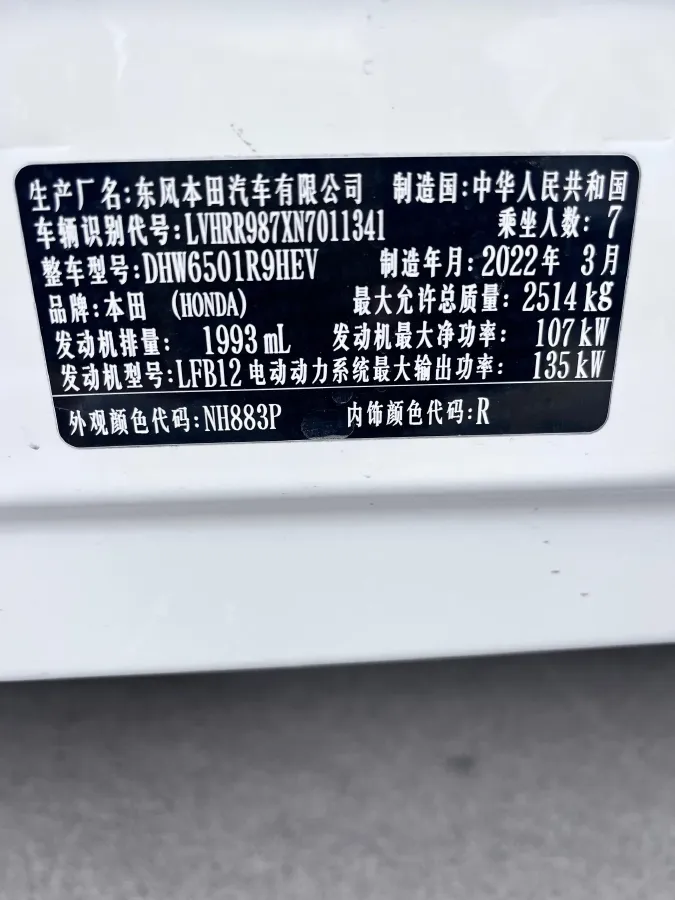 生产厂名:东风本田汽车有限公司 制造国:中华人民共和国
车辆识别代号:LVHRR987XN7011341 乘坐人数: 7
整车型号:DHW6501R9HEV 制造年月:2022年 3月
品牌:本田 (HONDA) 最大允许总质量: 2514kg
发动机排量: 1993mL 发动机最大净功率: 107kW
发动机型号:LFB12 电动动力系统最大输出功率: 135kW
外观颜色代码:NH883P 内饰颜色代码:R